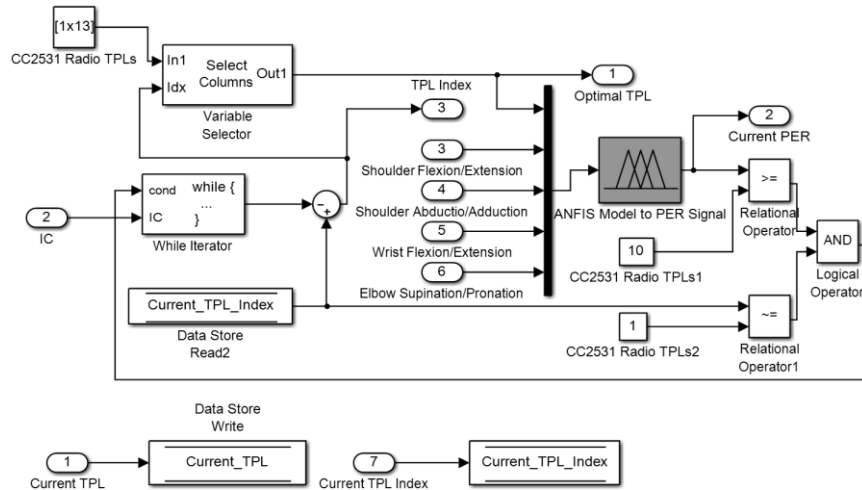 [1x13]
CC2531 Radio TPLs
In1
Idx
Select
Columns
Out1
Variable
Selector
TPL Index
3
1
Optimal TPL
2
Current PER
3
Shoulder Flexion/Extension
4
Shoulder Abductio/Adduction
5
Wrist Flexion/Extension
6
Elbow Supination/Pronation
ANFIS Model to PER Signal
>=
Relational
Operator
10
CC2531 Radio TPLs1
AND
Logical
Operator
2
IC
cond
IC
while {
...
}
While Iterator
-
+
Current_TPL_Index
Data Store
Read2
1
CC2531 Radio TPLs2
~=
Relational
Operator1
Data Store
Write
1
Current TPL
Current_TPL
7
Current TPL Index
Current_TPL_Index